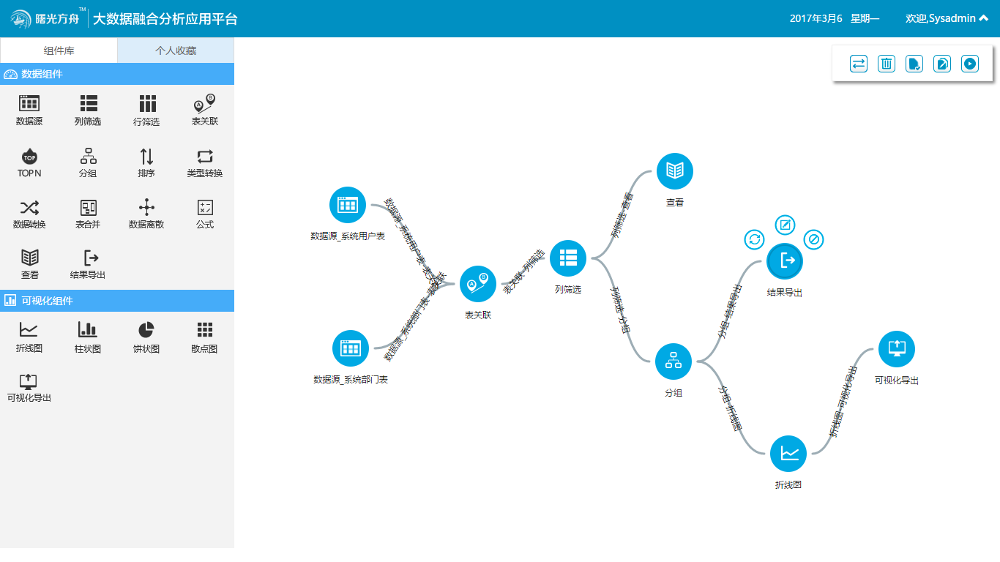 曙光方舟TM 大数据融合分析应用平台
2017年3月6 星期一 欢迎,Sysadmin
组件库 个人收藏
数据组件
数据源 列筛选 行筛选 表关联
TOP
TOP N 分组 排序 类型转换
数据转换 表合并 数据离散 公式
查看 结果导出
可视化组件
折线图 柱状图 饼状图 散点图
可视化导出
数据源_系统用户表
数据源_系统用户表-表关联
数据源_系统部门表
数据源_系统部门表-表关联
表关联
表关联-列筛选
列筛选
列筛选-查看
查看
列筛选-分组
分组
分组-结果导出
结果导出
分组-折线图
折线图
折线图-可视化导出
可视化导出